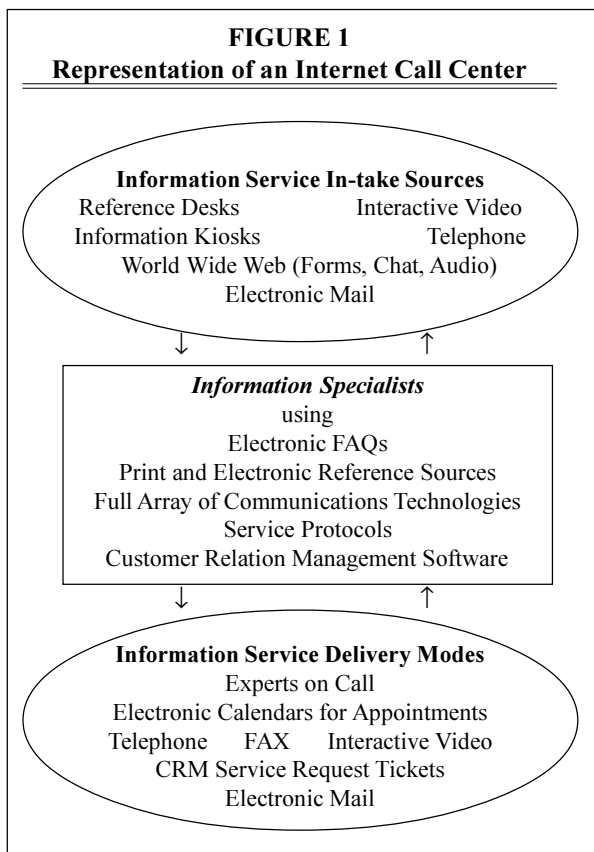 FIGURE 1
Representation of an Internet Call Center
Information Service In-take Sources
Reference Desks Interactive Video
Information Kiosks Telephone
World Wide Web (Forms, Chat, Audio)
Electronic Mail
↓ ↑
Information Specialists
using
Electronic FAQs
Print and Electronic Reference Sources
Full Array of Communications Technologies
Service Protocols
Customer Relation Management Software
↓ ↑
Information Service Delivery Modes
Experts on Call
Electronic Calendars for Appointments
Telephone FAX Interactive Video
CRM Service Request Tickets
Electronic Mail